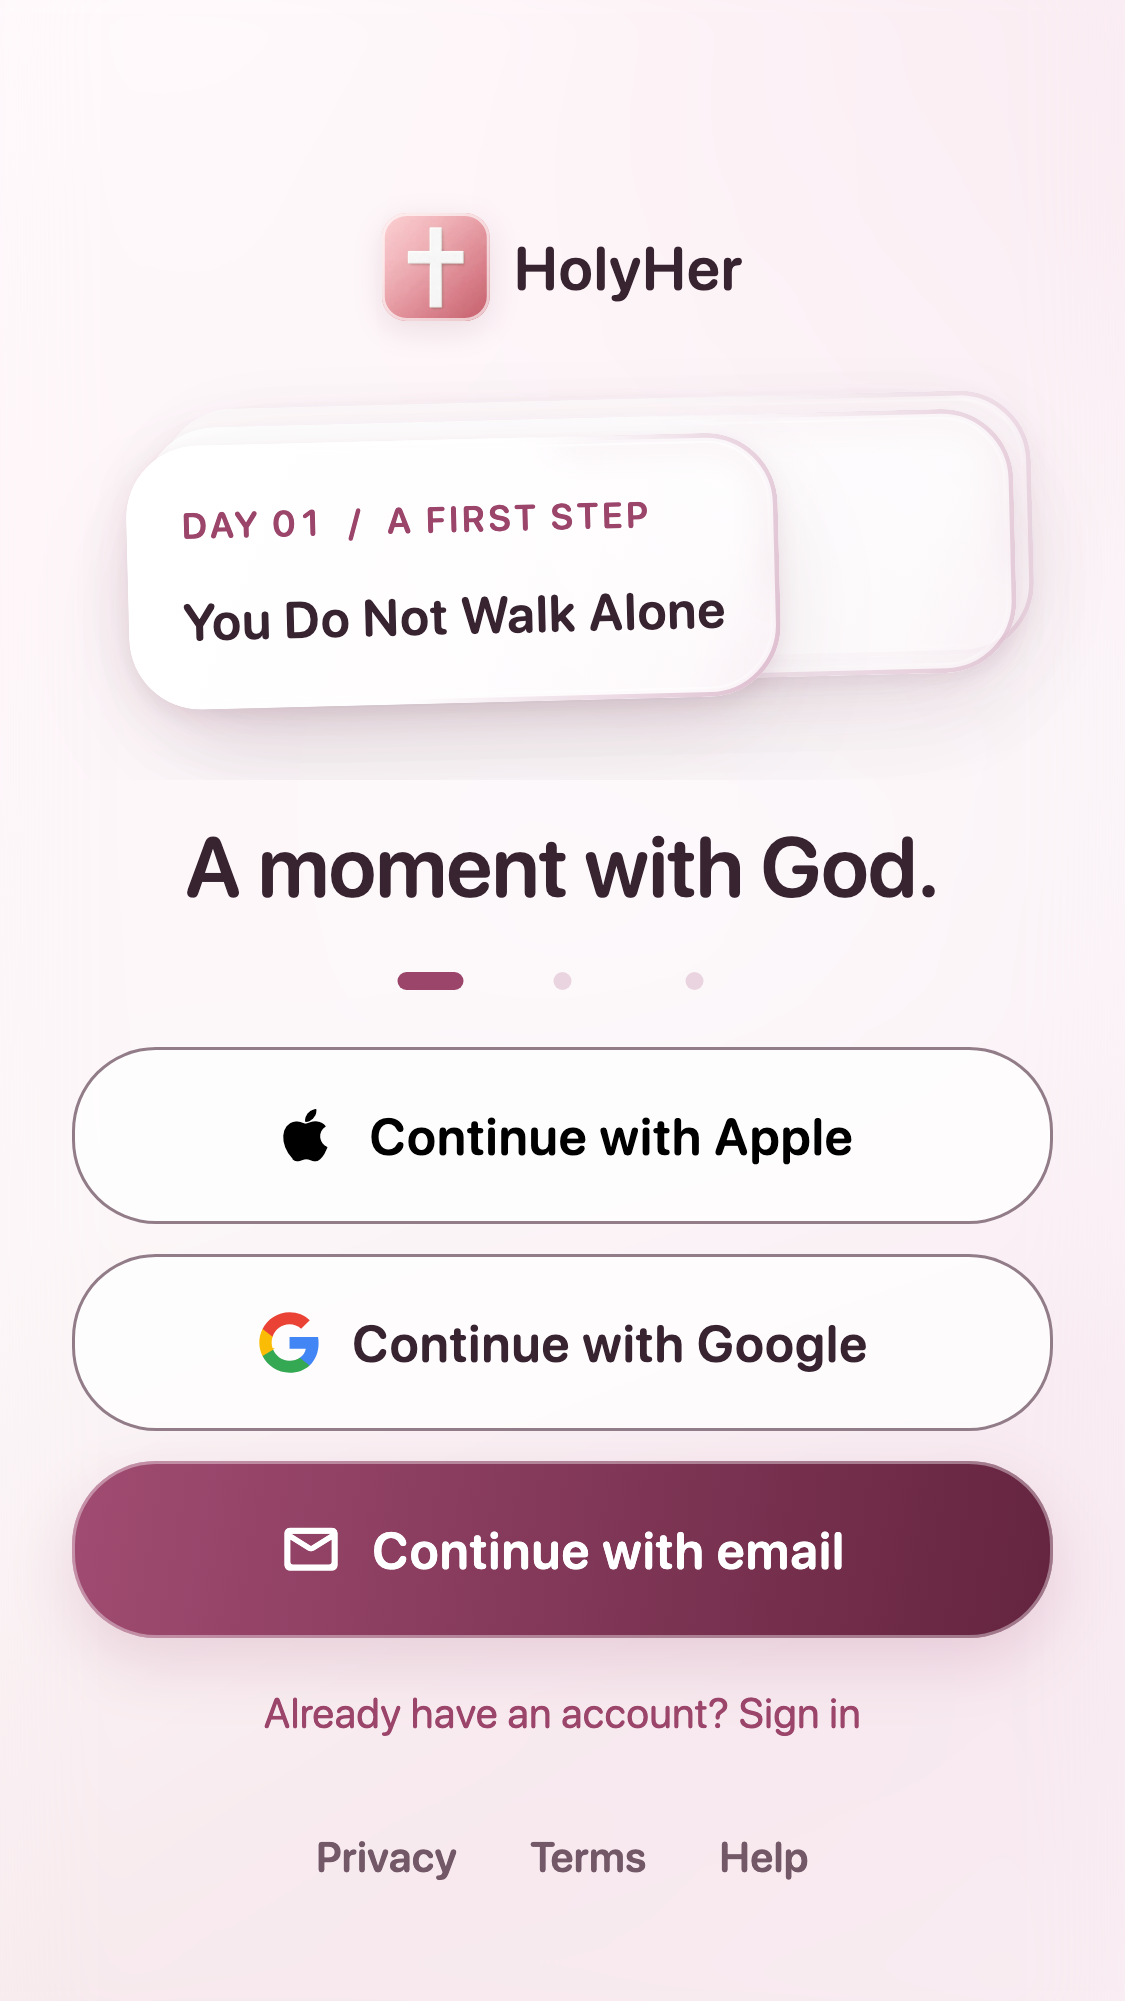 HolyHer
DAY 01 / A FIRST STEP
You Do Not Walk Alone
A moment with God.
Continue with Apple
Continue with Google
Continue with email
Already have an account? Sign in
Privacy Terms Help